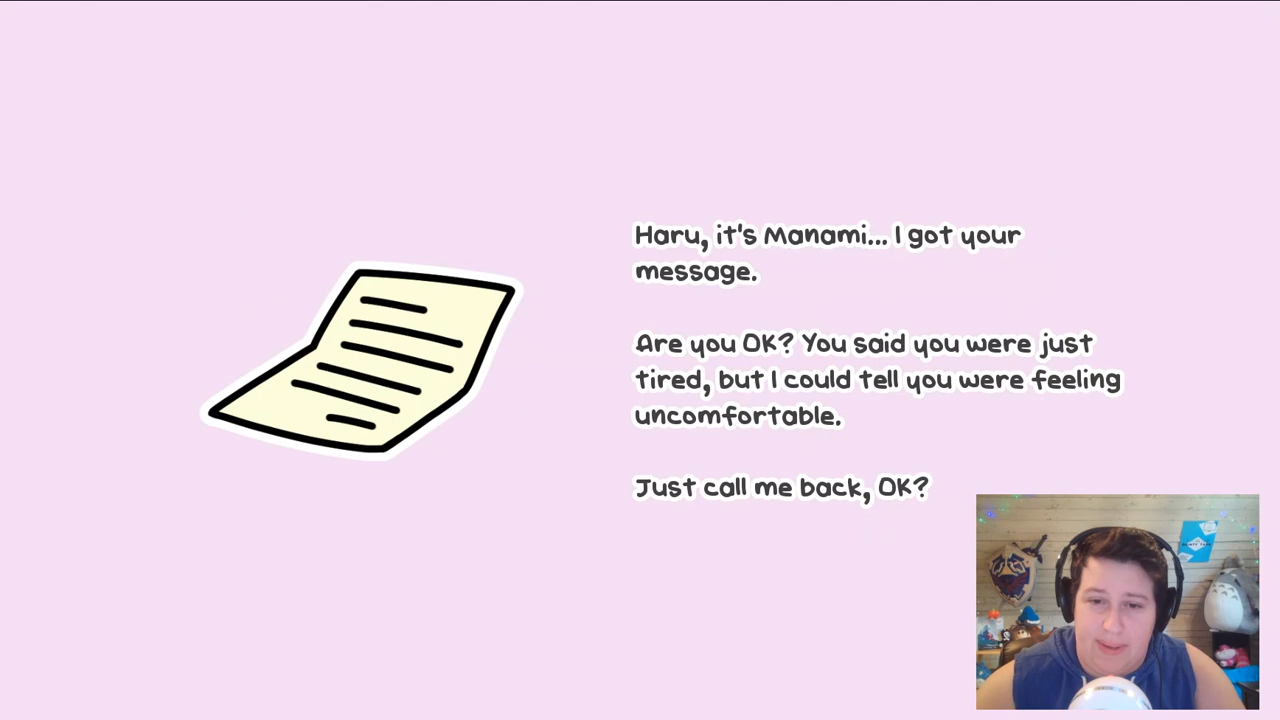 Haru, it's Manami... I got your
message.
Are you OK? You said you were just
tired, but I could tell you were feeling
uncomfortable.
Just call me back, OK?